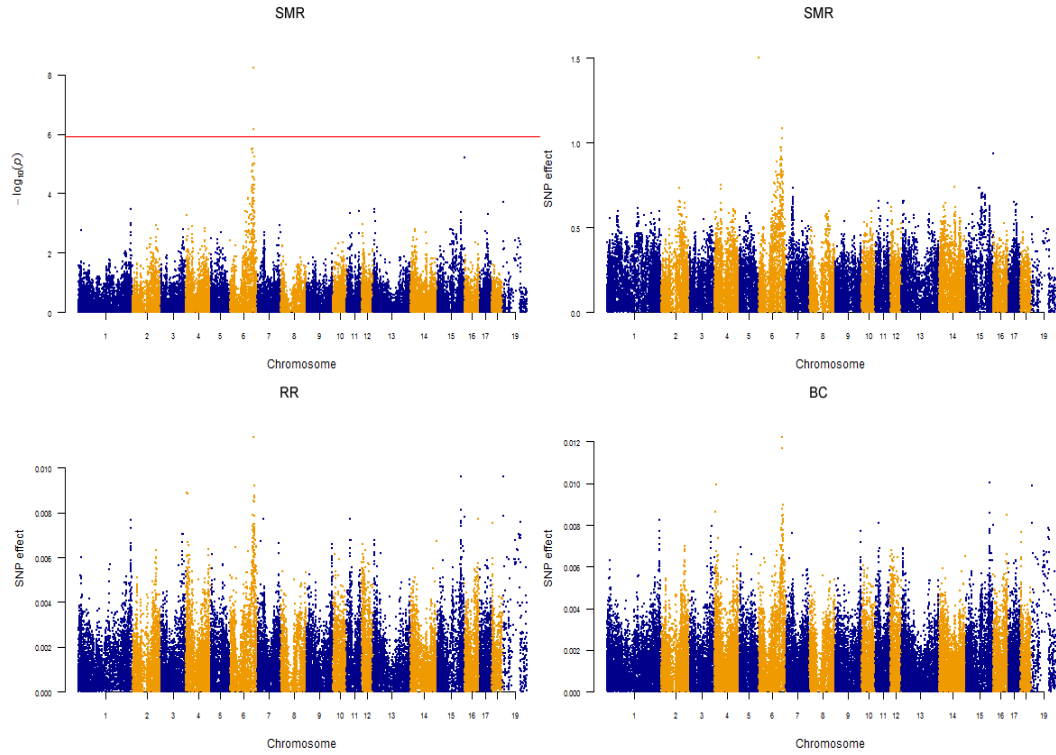 SMR
SMR
8
6
4
2
0
− log₁₀(p)
1 2 3 4 5 6 7 8 9 10 11 12 13 14 15 16 17 19
Chromosome
1.5
1.0
0.5
0.0
SNP effect
1 2 3 4 5 6 7 8 9 10 11 12 13 14 15 16 17 19
Chromosome
RR
BC
0.010
0.008
0.006
0.004
0.002
0.000
SNP effect
1 2 3 4 5 6 7 8 9 10 11 12 13 14 15 16 17 19
Chromosome
0.012
0.010
0.008
0.006
0.004
0.002
0.000
SNP effect
1 2 3 4 5 6 7 8 9 10 11 12 13 14 15 16 17 19
Chromosome